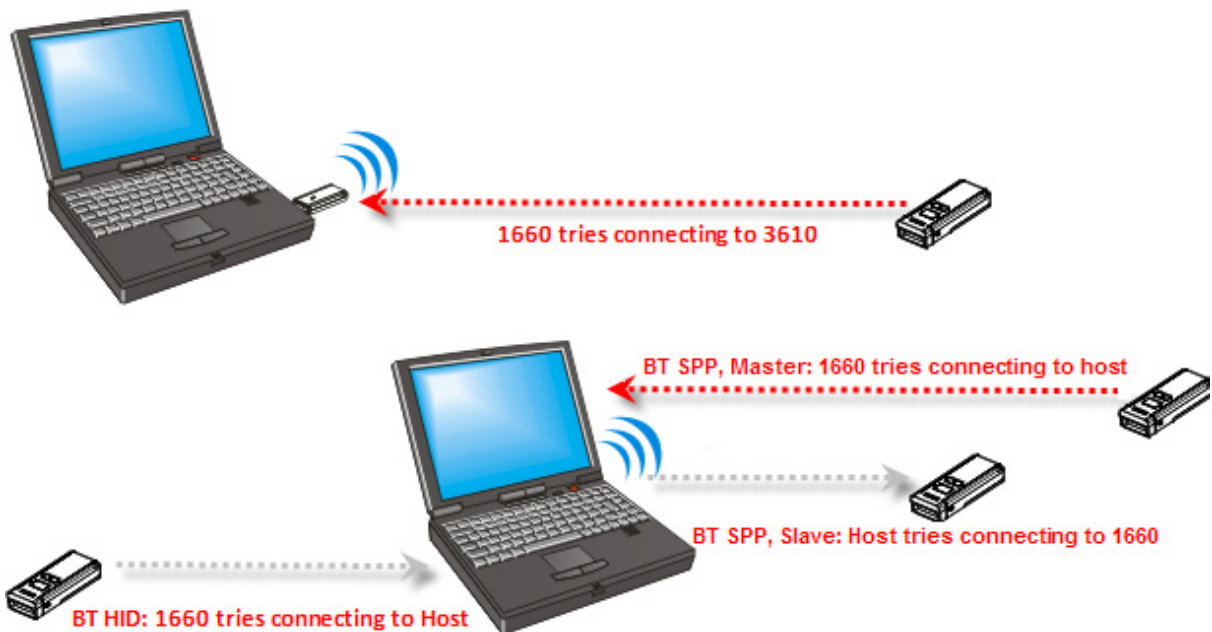 1660 tries connecting to 3610
BT SPP, Master: 1660 tries connecting to host
BT SPP, Slave: Host tries connecting to 1660
BT HID: 1660 tries connecting to Host